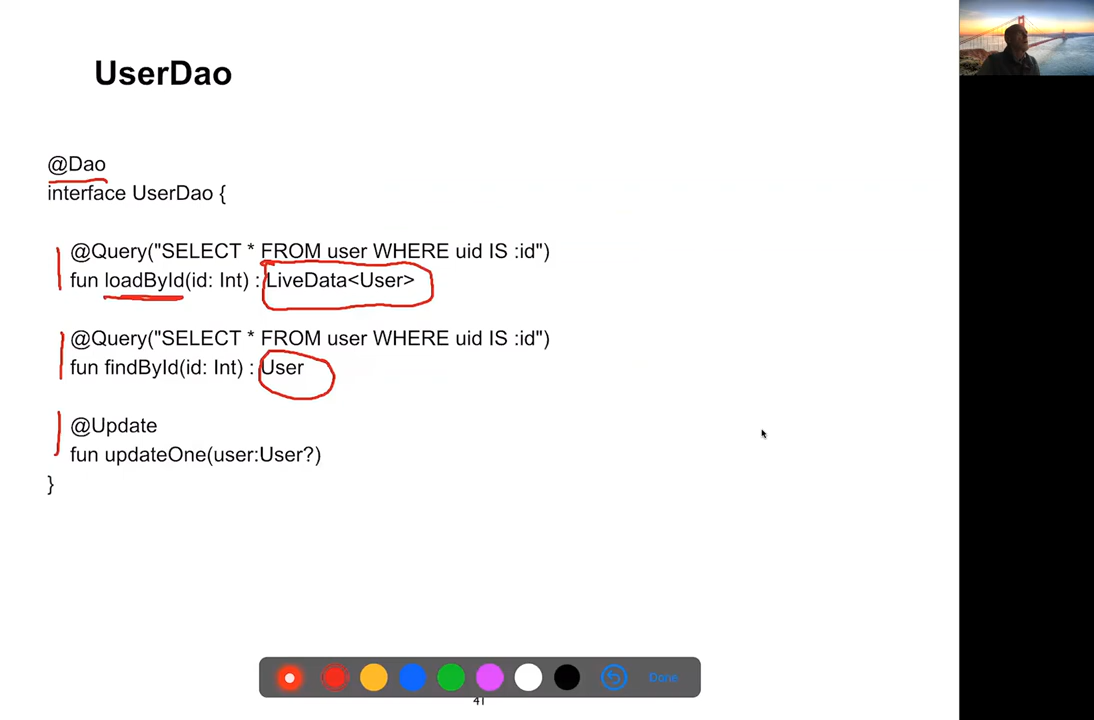 UserDao
@Dao
interface UserDao {
@Query("SELECT * FROM user WHERE uid IS :id")
fun loadById(id: Int) : LiveData<User>
@Query("SELECT * FROM user WHERE uid IS :id")
fun findById(id: Int) : User
@Update
fun updateOne(user:User?)
}
Done
41